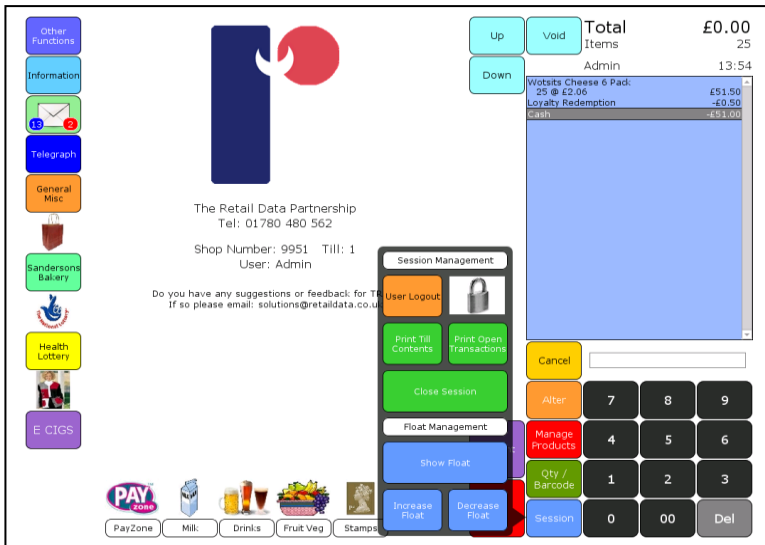 Other
Functions
Information
13
2
Telegraph
General
Misc
Sandersons
Bakery
Health
Lottery
E CIGS
The Retail Data Partnership
Tel: 01780 480 562
Shop Number: 9951 Till: 1
User: Admin
Do you have any suggestions or feedback for TR
If so please email: solutions@retaildata.co.uk
Session Management
User Logout
Print Till
Contents
Print Open
Transactions
Close Session
Float Management
Show Float
Increase
Float
Decrease
Float
PAY
zone
PayZone
Milk
Drinks
Fruit Veg
Stamps
Up
Void
Down
Total £0.00
Items 25
Admin 13:54
Wotsits Cheese 6 Pack
25 @ £2.06 £51.50
Loyalty Redemption -£0.50
Cash -£51.00
Cancel
Alter
7
8
9
Manage
Products
4
5
6
Qty /
Barcode
1
2
3
Session
0
00
Del